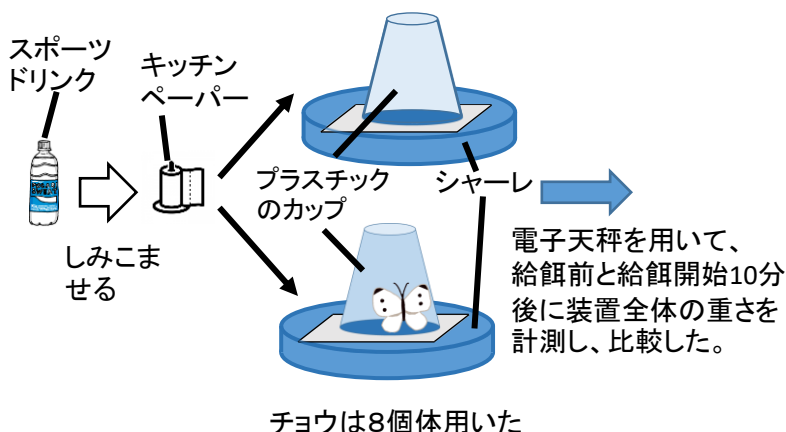 スポーツ
ドリンク
キッチン
ペーパー
しみこま
せる
プラスチック
のカップ
シャーレ
電子天秤を用いて、
給餌前と給餌開始10分
後に装置全体の重さを
計測し、比較した。
チョウは8個体用いた